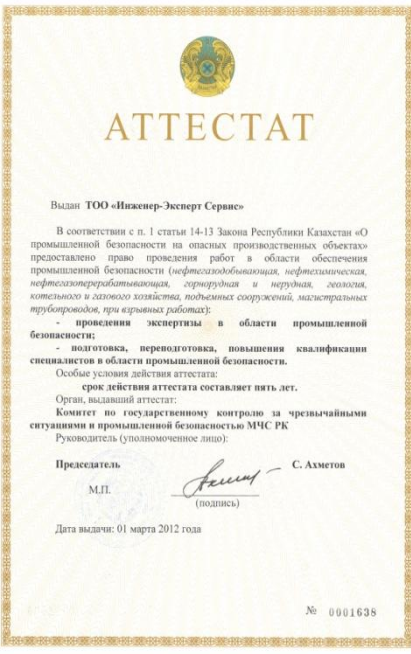 АТТЕСТАТ
Выдан ТОО «Инженер-Эксперт Сервис»
В соответствии с п. 1 статьи 14-13 Закона Республики Казахстан «О
промышленной безопасности на опасных производственных объектах»
предоставлено право проведения работ в области обеспечения
промышленной безопасности (нефтегазодобывающая, нефтехимическая,
нефтегазоперерабатывающая, горнорудная и нерудная, геология,
котельного и газового хозяйства, подъемных сооружений, магистральных
трубопроводов, при взрывных работах):
- проведения экспертизы в области промышленной
безопасности;
- подготовка, переподготовка, повышения квалификации
специалистов в области промышленной безопасности.
Особые условия действия аттестата:
срок действия аттестата составляет пять лет.
Орган, выдавший аттестат:
Комитет по государственному контролю за чрезвычайными
ситуациями и промышленной безопасностью МЧС РК
Руководитель (уполномоченное лицо):
Председатель С. Ахметов
М.П.
(подпись)
Дата выдачи: 01 марта 2012 года
№ 0001638